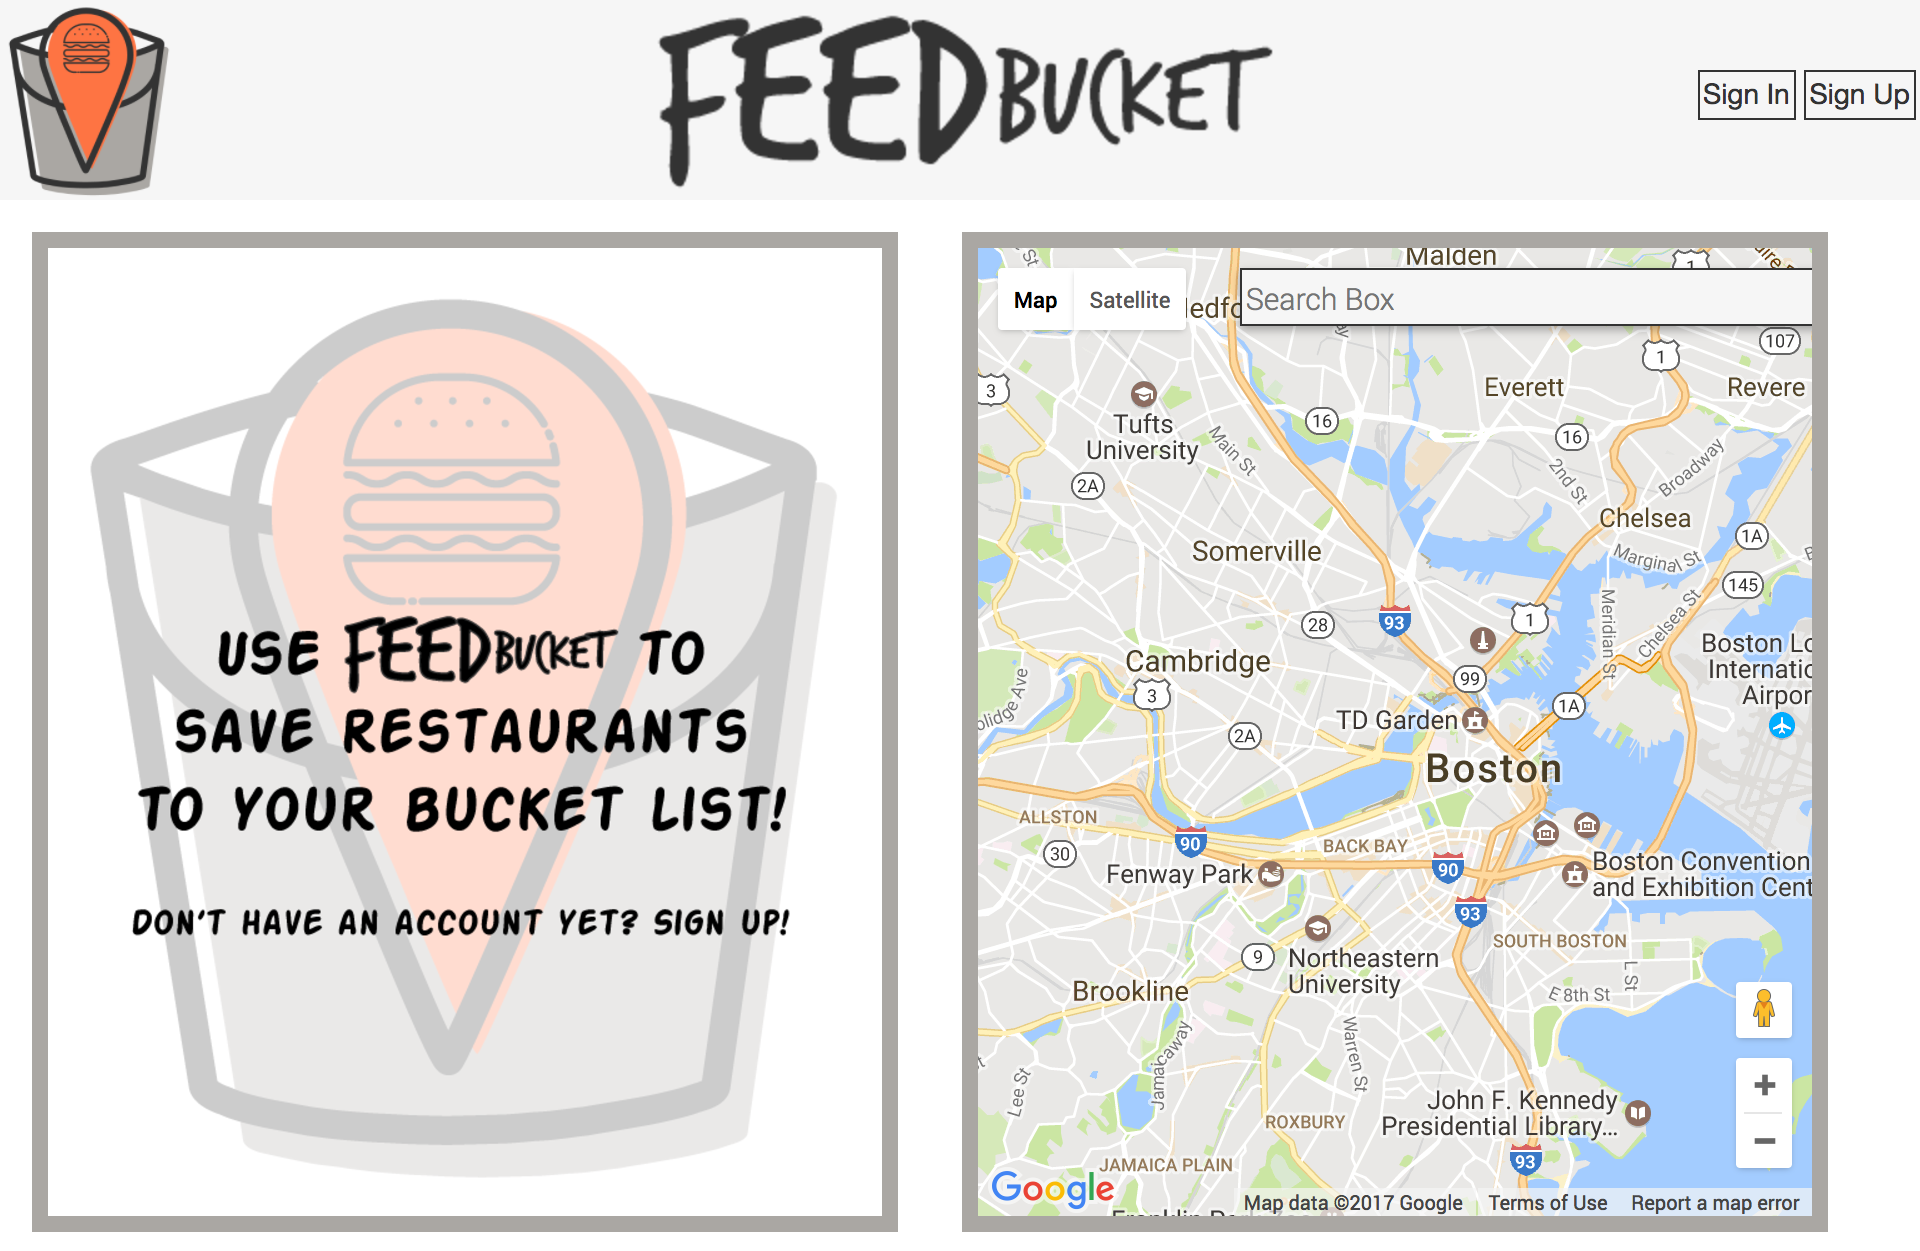 FEEDBUCKET
Sign In
Sign Up
USE FEEDBUCKET TO
SAVE RESTAURANTS
TO YOUR BUCKET LIST!
DON'T HAVE AN ACCOUNT YET? SIGN UP!
Map
Satellite
Search Box
Malden
1
107
1
3
Everett
Revere
Tufts
University
Main St
16
16
2nd St
Broadway
2A
Chelsea
1A
Marginal St
Somerville
145
28
93
1
Meridian St
Chelsea St
Boston Lo
Internatio
Airpor
Cambridge
3
99
1A
olidge Ave
TD Garden
2A
Boston
ALLSTON
90
BACK BAY
30
90
Fenway Park
Boston Convention
and Exhibition Cent
93
SOUTH BOSTON
9
Northeastern
University
L St
E 8th St
Brookline
Warren St
Jamaicaway
Lee St
ROXBURY
John F. Kennedy
Presidential Library...
93
JAMAICA PLAIN
Google
Map data ©2017 Google
Terms of Use
Report a map error